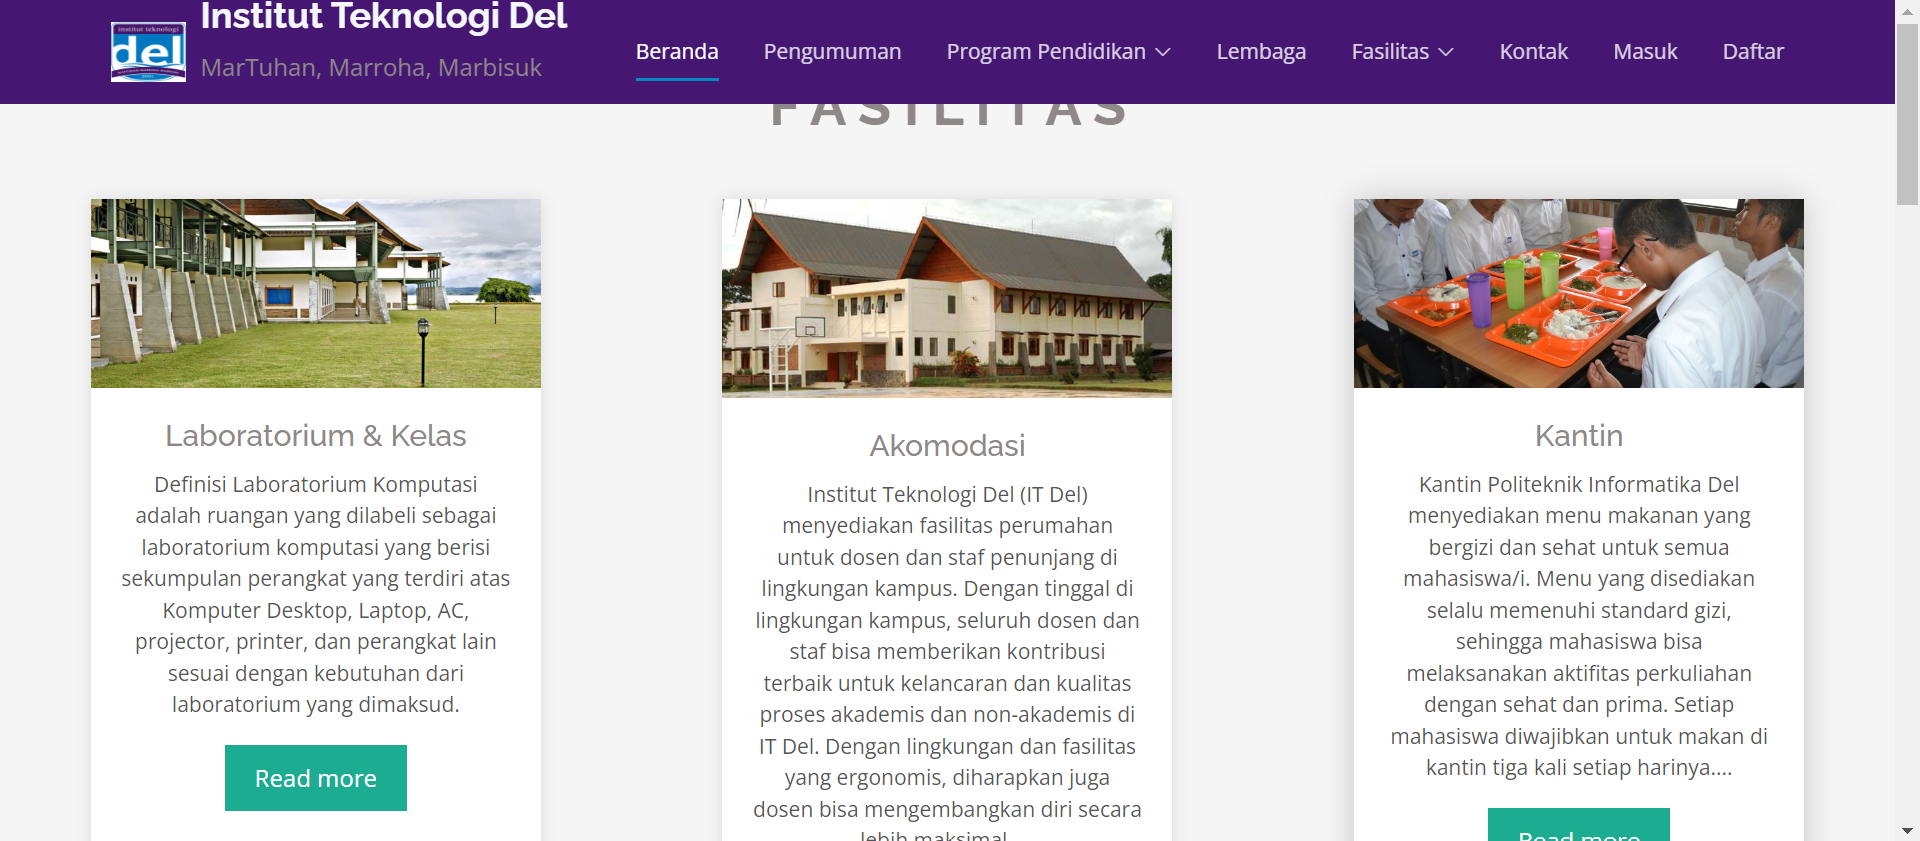 Institut Teknologi Del
MarTuhan, Marroha, Marbisuk
institut teknologi
del
Beranda
Pengumuman
Program Pendidikan
Lembaga
Fasilitas
Kontak
Masuk
Daftar
FASILITAS
Laboratorium & Kelas
Definisi Laboratorium Komputasi
adalah ruangan yang dilabeli sebagai
laboratorium komputasi yang berisi
sekumpulan perangkat yang terdiri atas
Komputer Desktop, Laptop, AC,
projector, printer, dan perangkat lain
sesuai dengan kebutuhan dari
laboratorium yang dimaksud.
Read more
Akomodasi
Institut Teknologi Del (IT Del)
menyediakan fasilitas perumahan
untuk dosen dan staf penunjang di
lingkungan kampus. Dengan tinggal di
lingkungan kampus, seluruh dosen dan
staf bisa memberikan kontribusi
terbaik untuk kelancaran dan kualitas
proses akademis dan non-akademis di
IT Del. Dengan lingkungan dan fasilitas
yang ergonomis, diharapkan juga
dosen bisa mengembangkan diri secara
lebih maksimal.
Kantin
Kantin Politeknik Informatika Del
menyediakan menu makanan yang
bergizi dan sehat untuk semua
mahasiswa/i. Menu yang disediakan
selalu memenuhi standard gizi,
sehingga mahasiswa bisa
melaksanakan aktifitas perkuliahan
dengan sehat dan prima. Setiap
mahasiswa diwajibkan untuk makan di
kantin tiga kali setiap harinya....
Read more